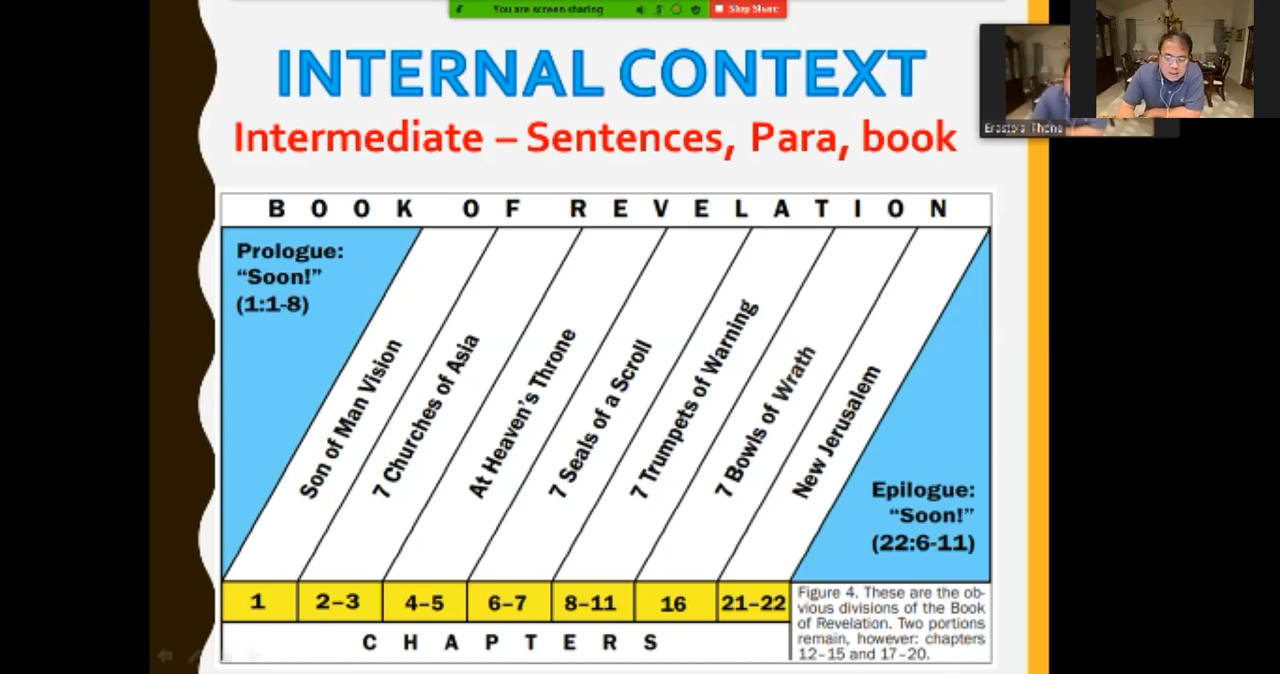 You are screen sharing
Stop Share
INTERNAL CONTEXT
Intermediate – Sentences, Para, book
BOOK OF REVELATION
Prologue:
“Soon!”
(1:1-8)
Son of Man Vision
7 Churches of Asia
At Heaven’s Throne
7 Seals of a Scroll
7 Trumpets of Warning
7 Bowls of Wrath
New Jerusalem
Epilogue:
“Soon!”
(22:6-11)
1
2–3
4–5
6–7
8–11
16
21–22
CHAPTERS
Figure 4. These are the ob-
vious divisions of the Book
of Revelation. Two portions
remain, however: chapters
12–15 and 17–20.